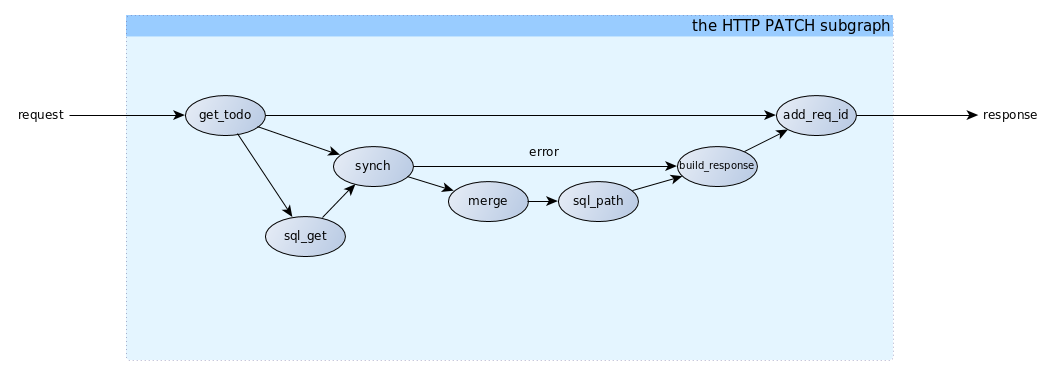 the HTTP PATCH subgraph
request
get_todo
add_req_id
response
error
synch
build_response
merge
sql_path
sql_get